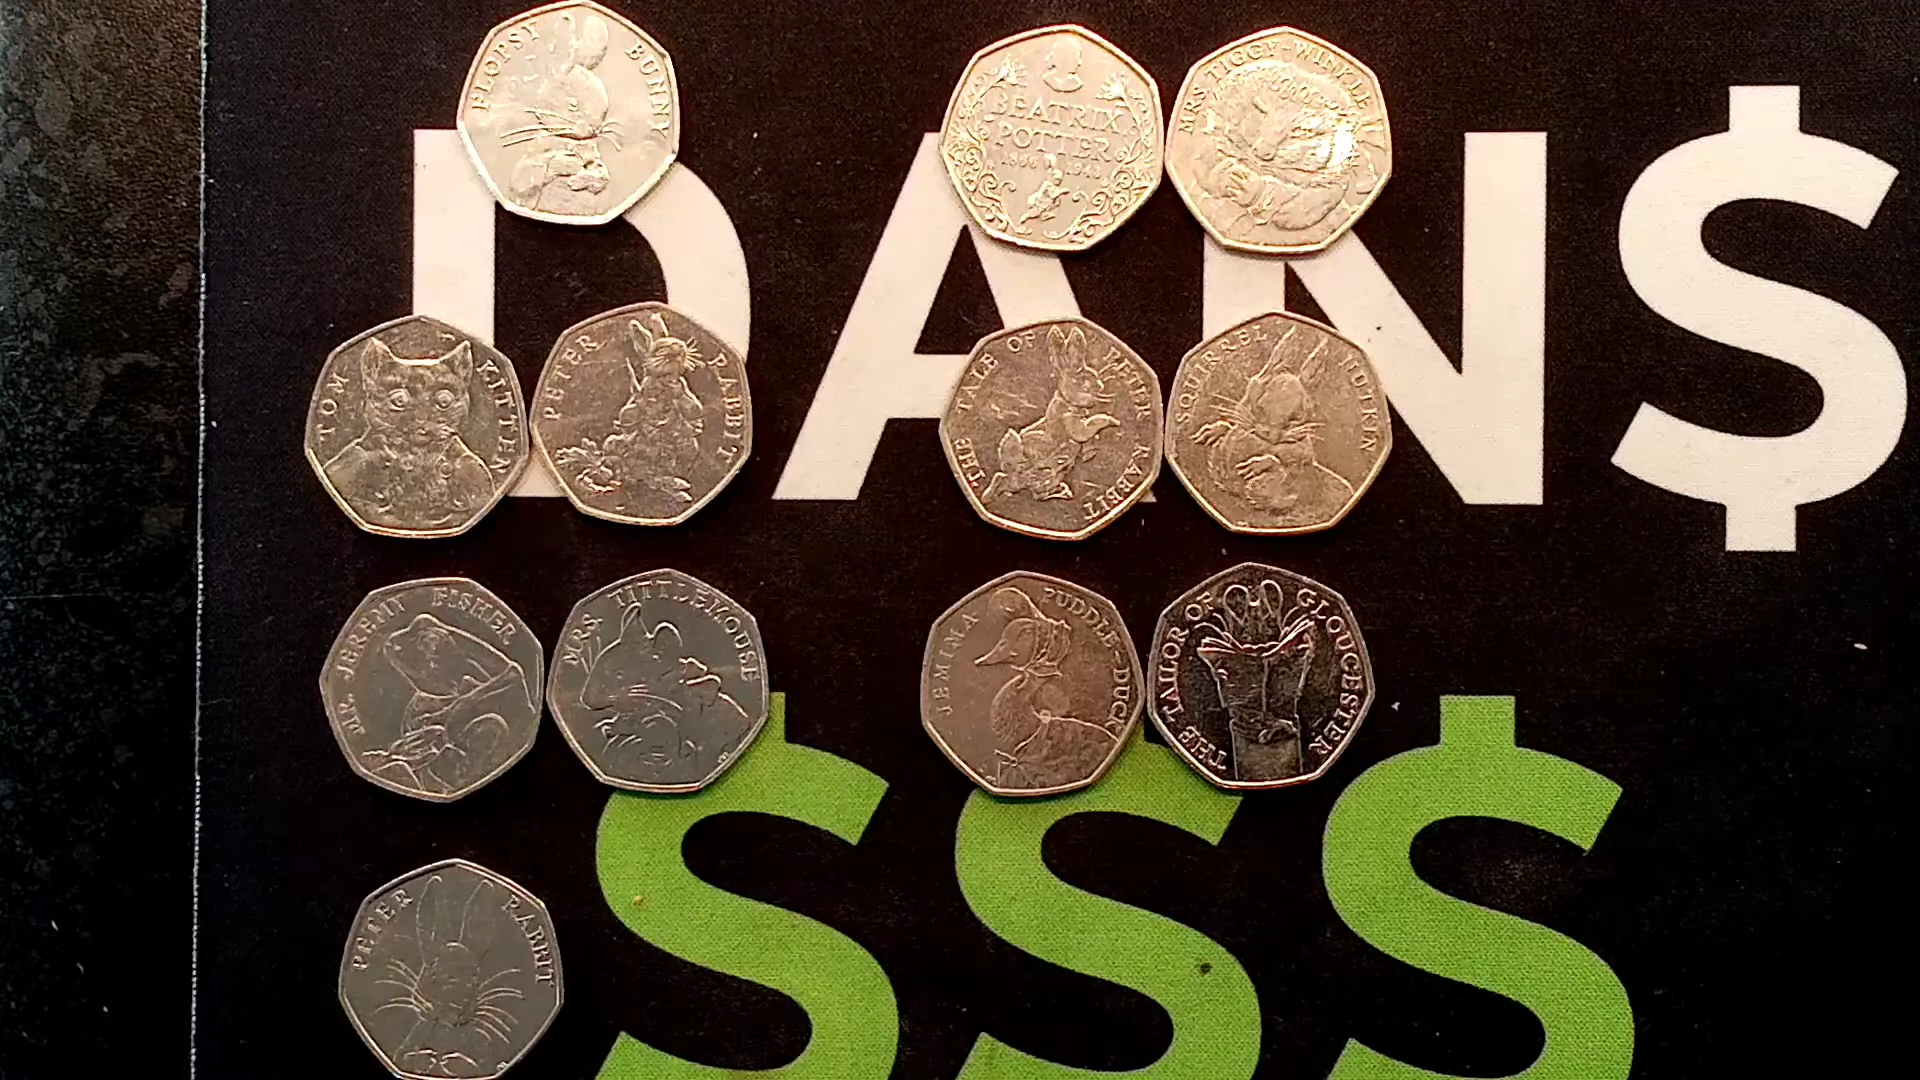 FLOPSY BUNNY
BEATRIX
POTTER
1866 1943
MRS TIGGY-WINKLE
DAN$
TOM KITTEN
PETER RABBIT
THE TALE OF PETER RABBIT
SQUIRREL NUTKIN
MR. JEREMY FISHER
MRS TITTLEMOUSE
JEMIMA PUDDLE-DUCK
THE TAILOR OF GLOUCESTER
$$$
PETER RABBIT